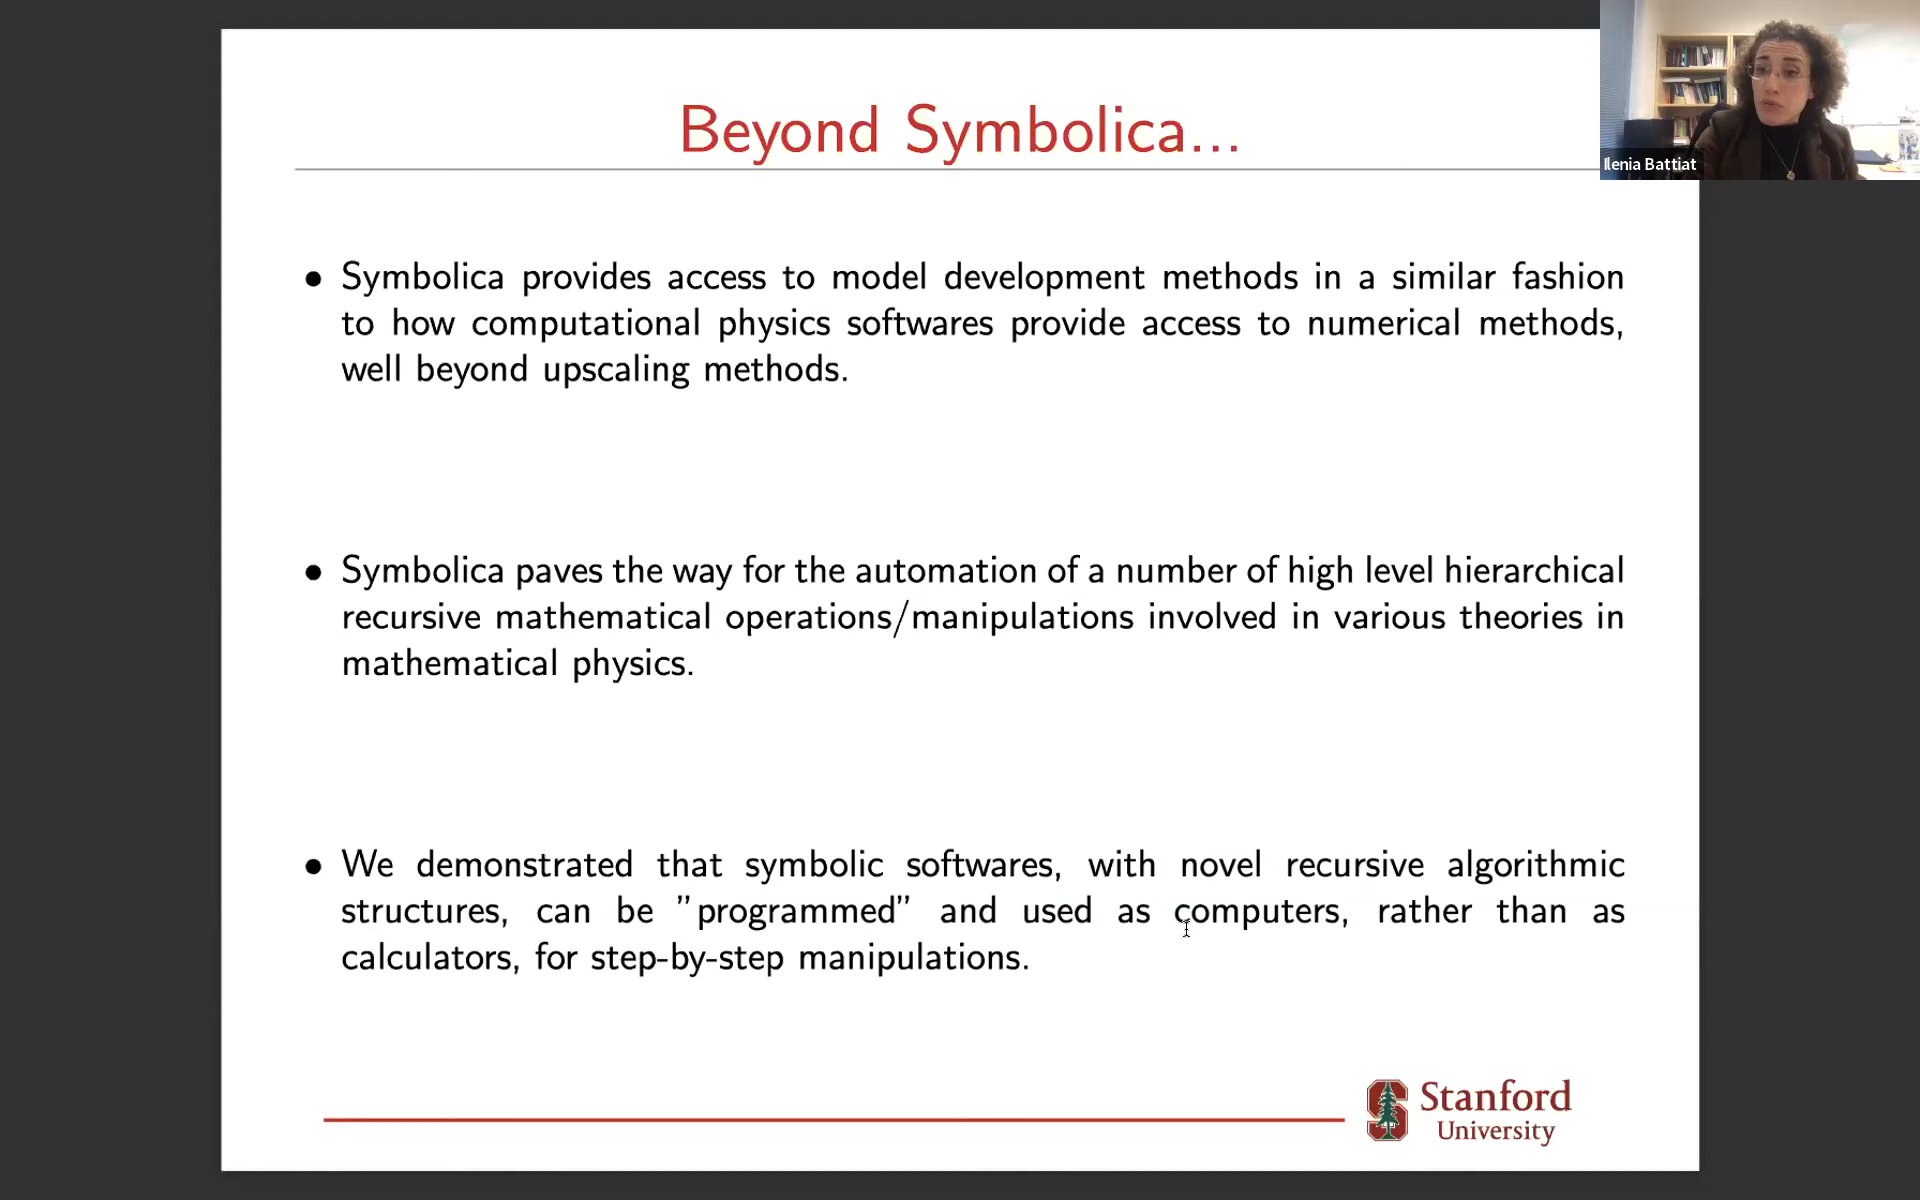 Beyond Symbolica...
Ilenia Battiat
• Symbolica provides access to model development methods in a similar fashion
to how computational physics softwares provide access to numerical methods,
well beyond upscaling methods.
• Symbolica paves the way for the automation of a number of high level hierarchical
recursive mathematical operations/manipulations involved in various theories in
mathematical physics.
• We demonstrated that symbolic softwares, with novel recursive algorithmic
structures, can be ”programmed” and used as computers, rather than as
calculators, for step-by-step manipulations.
Stanford
University